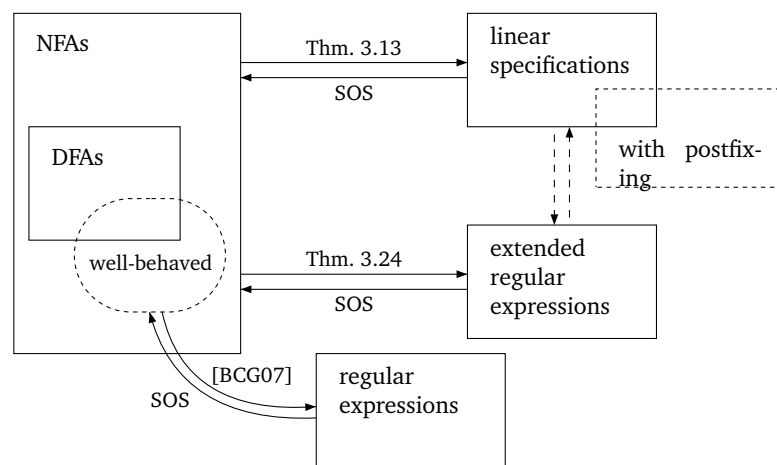 NFAs
Thm. 3.13
linear
specifications
SOS
DFAs
with postfix-
ing
well-behaved
Thm. 3.24
extended
regular
expressions
SOS
[BCG07]
SOS
regular
expressions